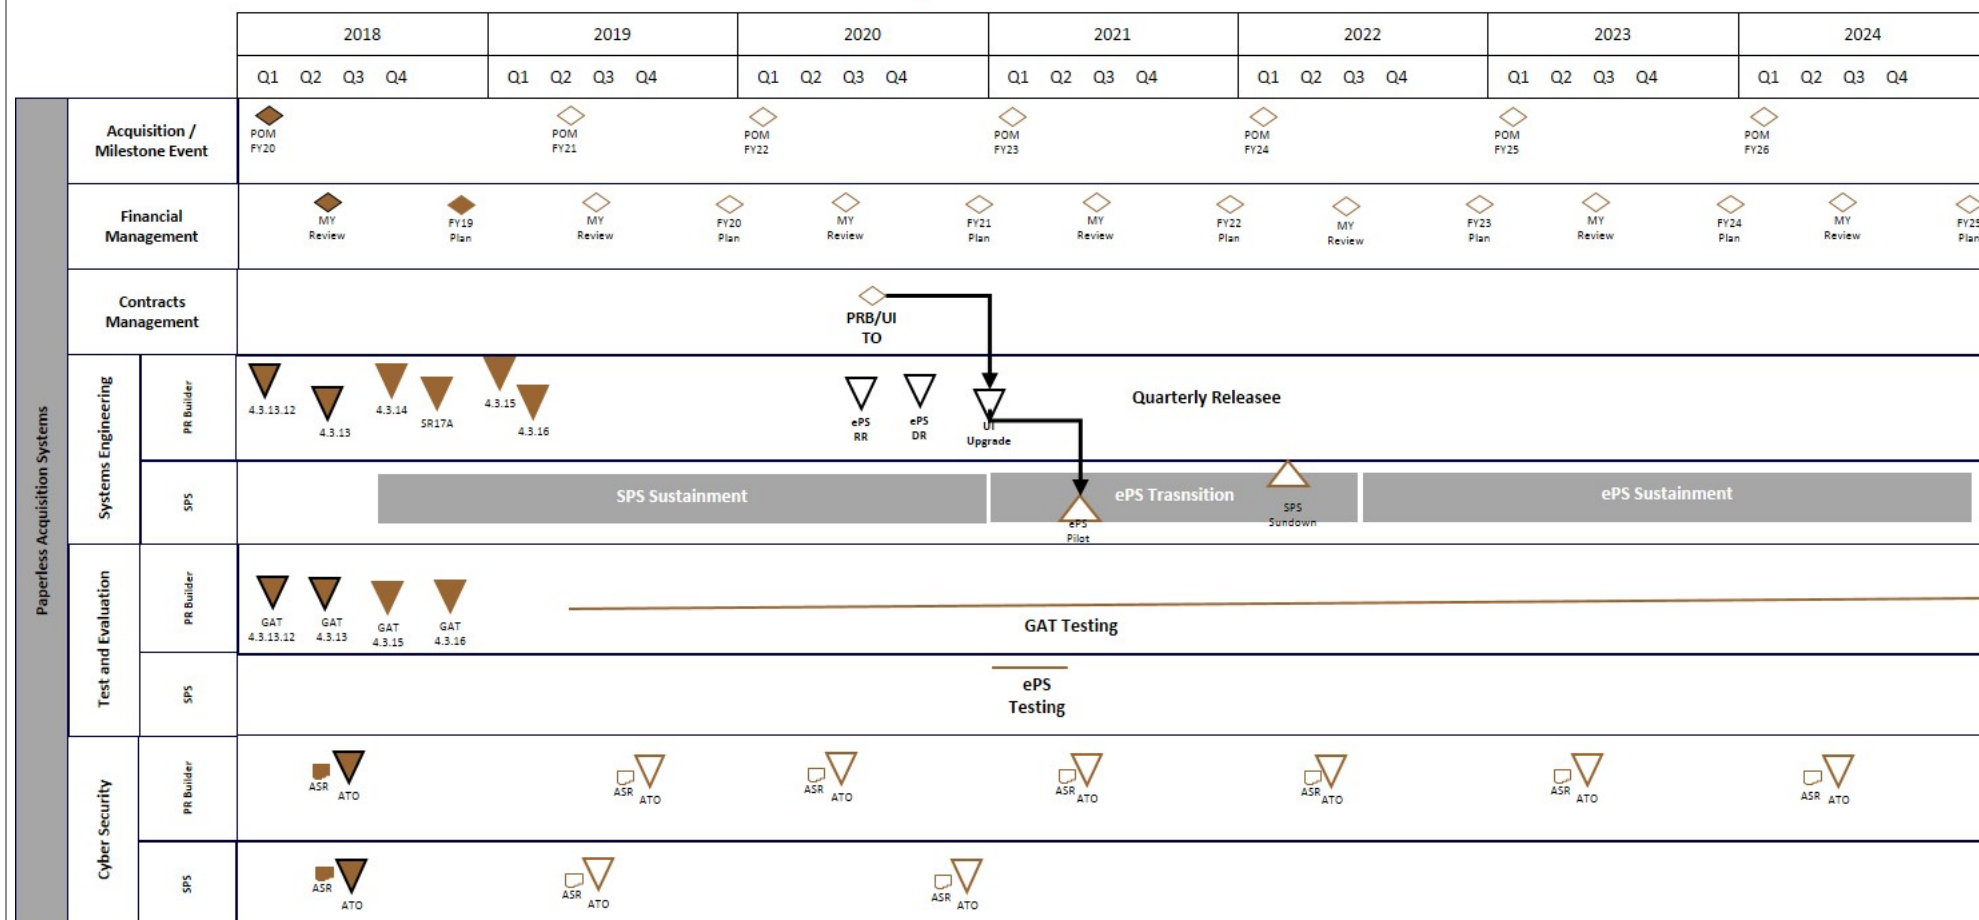 2018 2019 2020 2021 2022 2023 2024
Q1 Q2 Q3 Q4 Q1 Q2 Q3 Q4 Q1 Q2 Q3 Q4 Q1 Q2 Q3 Q4 Q1 Q2 Q3 Q4 Q1 Q2 Q3 Q4 Q1 Q2 Q3 Q4
Paperless Acquisition Systems
Acquisition /
Milestone Event
POM POM POM POM POM POM POM
FY20 FY21 FY22 FY23 FY24 FY25 FY26
Financial
Management
MY FY19 MY FY20 MY FY21 MY FY22 MY FY23 MY FY24 MY FY25
Review Plan Review Plan Review Plan Review Plan Review Plan Review Plan Review Plan
Contracts
Management
PRB/UI
TO
Systems Engineering
PR Builder
4.3.13.12
4.3.13
4.3.14
SR17A
4.3.15
4.3.16
ePS
RR
ePS
DR
UI
Upgrade
Quarterly Releasee
SPS
SPS Sustainment
ePS Trasnsition
ePS Sustainment
ePS
Pilot
SPS
Sundown
Test and Evaluation
PR Builder
GAT
4.3.13.12
GAT
4.3.13
GAT
4.3.15
GAT
4.3.16
GAT Testing
SPS
ePS
Testing
Cyber Security
PR Builder
ASR ATO ASR ATO ASR ATO ASR ATO ASR ATO ASR ATO ASR ATO
SPS
ASR ATO ASR ATO ASR ATO